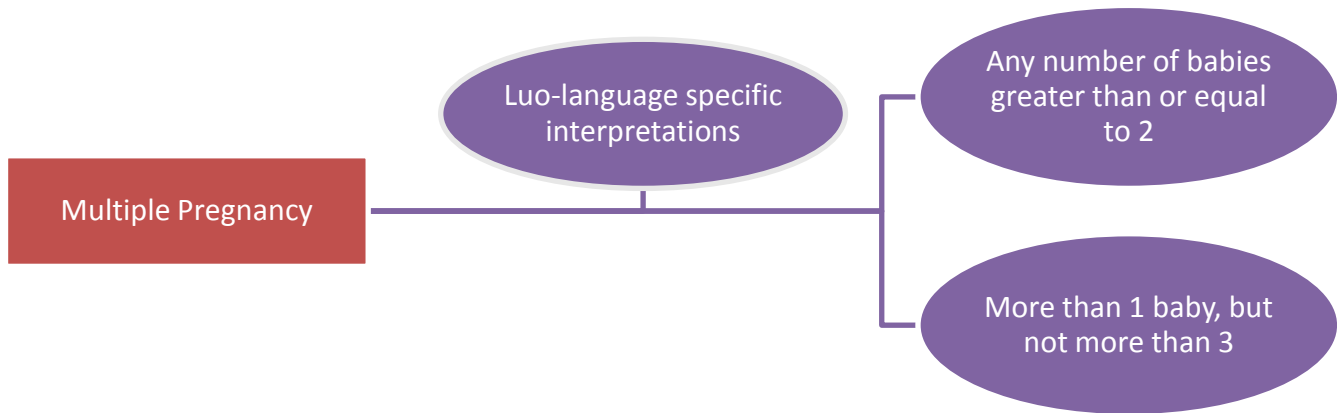 Multiple Pregnancy
Luo-language specific
interpretations
Any number of babies
greater than or equal
to 2
More than 1 baby, but
not more than 3